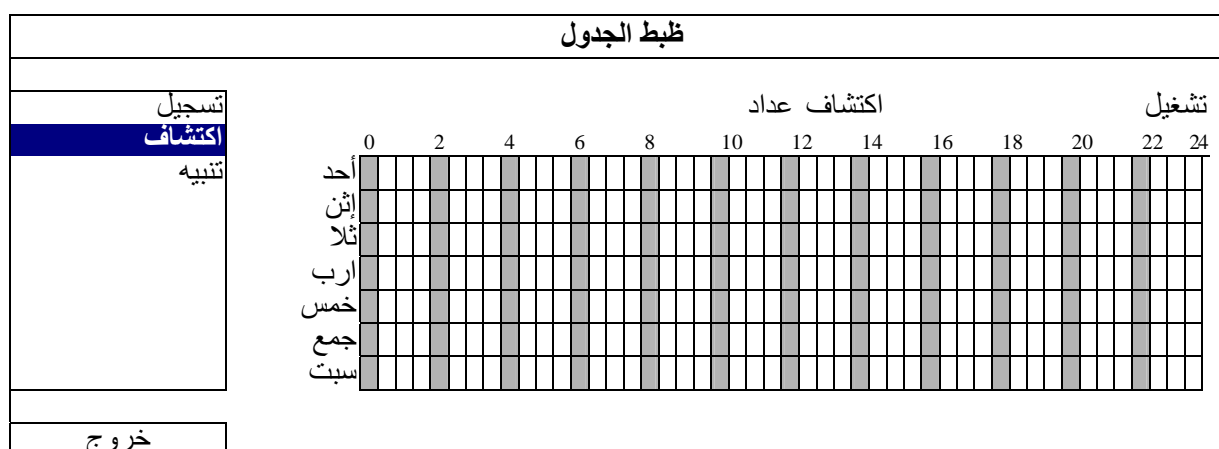 ظبط الجدول
تسجيل
اكتشاف
تنبيه
اكتشاف عداد
تشغيل
0 2 4 6 8 10 12 14 16 18 20 22 24
أحد
إثن
ثلا
ارب
خمس
جمع
سبت
خروج